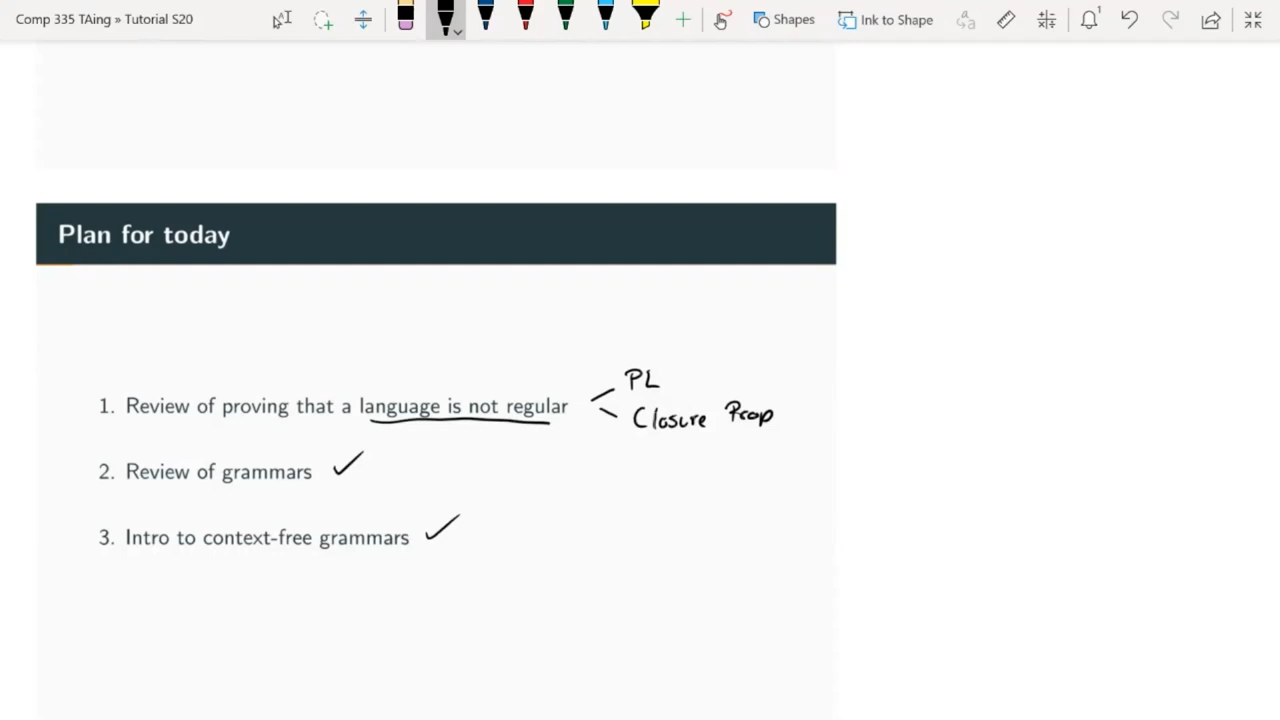 Comp 335 TAing » Tutorial S20
Shapes
Ink to Shape
1
Plan for today
PL
1. Review of proving that a language is not regular
Closure Prop
2. Review of grammars ✓
3. Intro to context-free grammars ✓